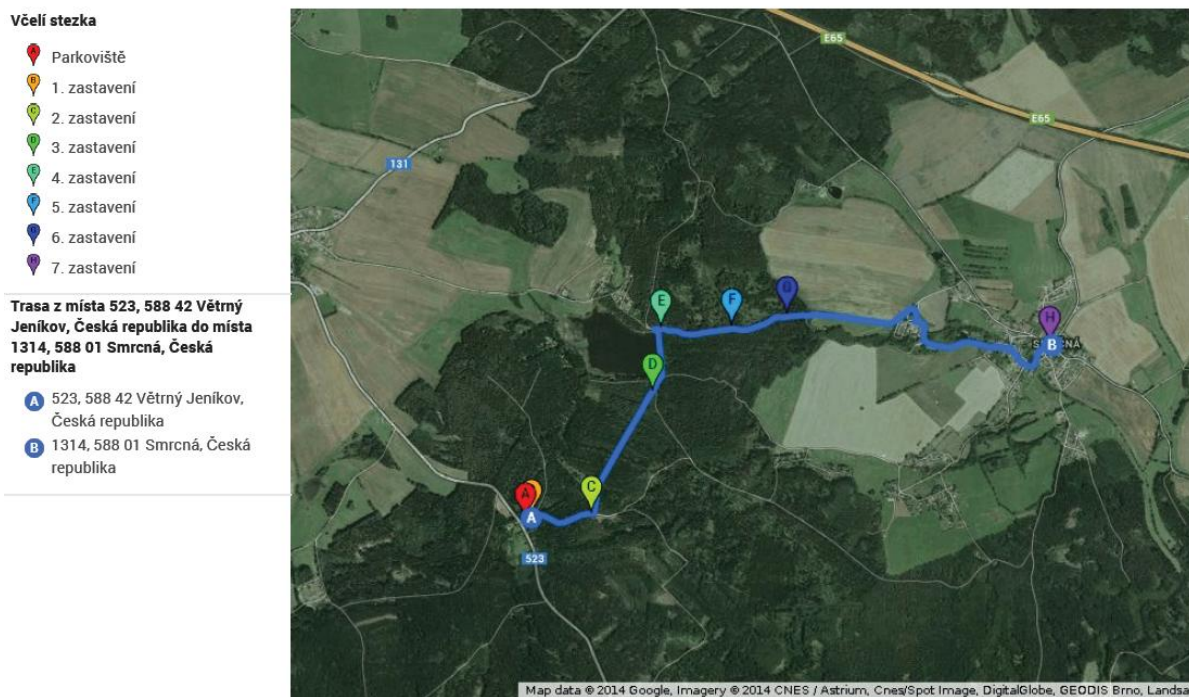 Včelí stezka
A Parkoviště
B 1. zastavení
C 2. zastavení
D 3. zastavení
E 4. zastavení
F 5. zastavení
G 6. zastavení
H 7. zastavení
Trasa z místa 523, 588 42 Větrný
Jeníkov, Česká republika do místa
1314, 588 01 Smrcná, Česká
republika
A 523, 588 42 Větrný Jeníkov,
Česká republika
B 1314, 588 01 Smrcná, Česká
republika
E65
E65
131
E
F
G
H
B
D
C
A
A
523
Map data © 2014 Google, Imagery © 2014 CNES / Astrium, Cnes/Spot Image, DigitalGlobe, GEODIS Brno, Landsa